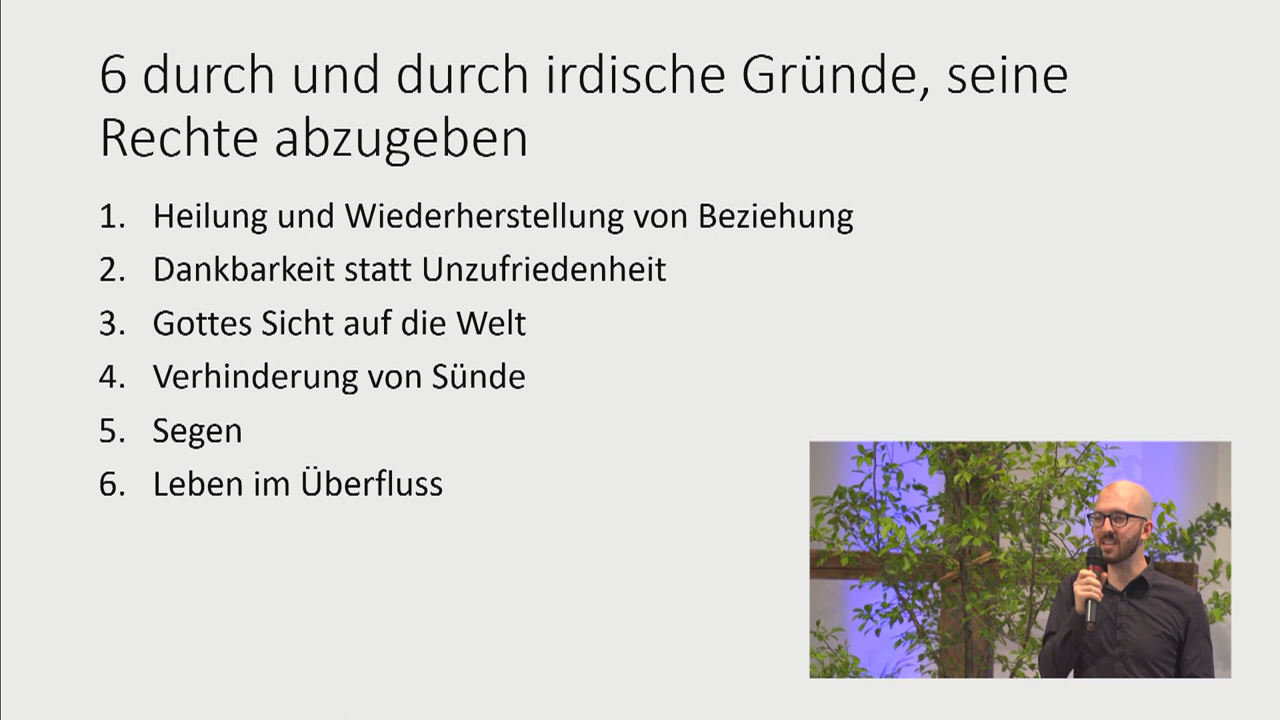 6 durch und durch irdische Gründe, seine
Rechte abzugeben
1. Heilung und Wiederherstellung von Beziehung
2. Dankbarkeit statt Unzufriedenheit
3. Gottes Sicht auf die Welt
4. Verhinderung von Sünde
5. Segen
6. Leben im Überfluss